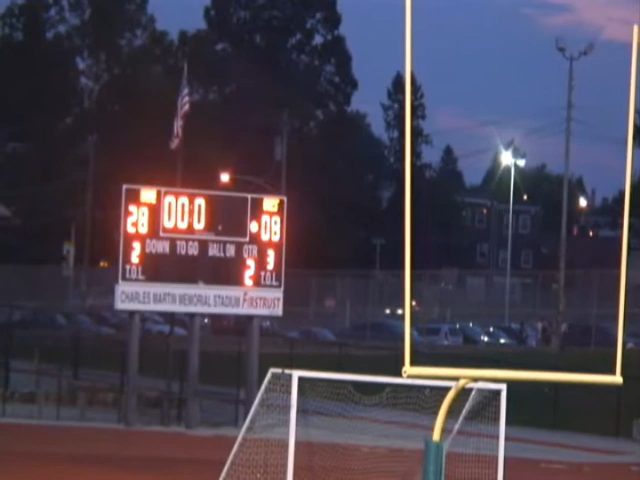 28 00:0 08
DOWN TO GO BALL ON QTR
2 2 3
T.O.L. T.O.L.
CHARLES MARTIN MEMORIAL STADIUM FIRSTRUST